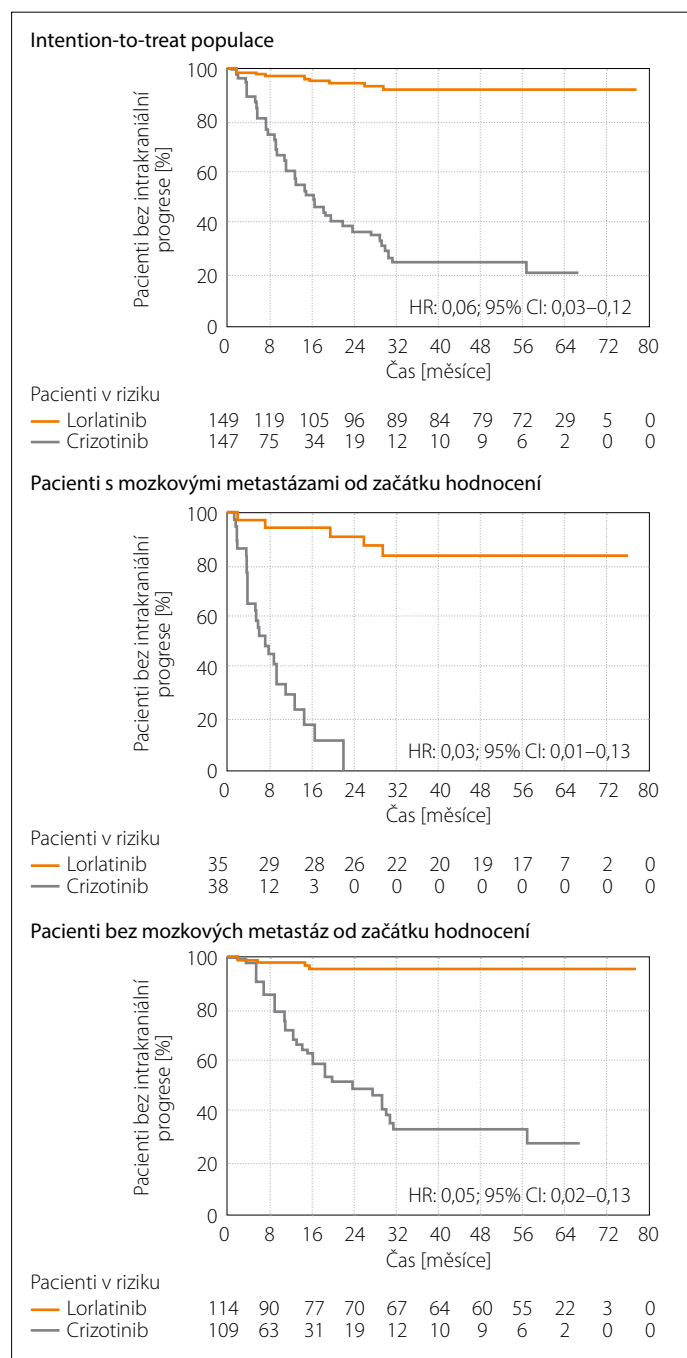 Intention-to-treat populace
Pacienti bez intrakraniální
progrese [%]
100
80
60
40
20
0
HR: 0,06; 95% CI: 0,03–0,12
0 8 16 24 32 40 48 56 64 72 80
Čas [měsíce]
Pacienti v riziku
Lorlatinib 149 119 105 96 89 84 79 72 29 5 0
Crizotinib 147 75 34 19 12 10 9 6 2 0 0
Pacienti s mozkovými metastázami od začátku hodnocení
Pacienti bez intrakraniální
progrese [%]
100
80
60
40
20
0
HR: 0,03; 95% CI: 0,01–0,13
0 8 16 24 32 40 48 56 64 72 80
Čas [měsíce]
Pacienti v riziku
Lorlatinib 35 29 28 26 22 20 19 17 7 2 0
Crizotinib 38 12 3 0 0 0 0 0 0 0 0
Pacienti bez mozkových metastáz od začátku hodnocení
Pacienti bez intrakraniální
progrese [%]
100
80
60
40
20
0
HR: 0,05; 95% CI: 0,02–0,13
0 8 16 24 32 40 48 56 64 72 80
Čas [měsíce]
Pacienti v riziku
Lorlatinib 114 90 77 70 67 64 60 55 22 3 0
Crizotinib 109 63 31 19 12 10 9 6 2 0 0